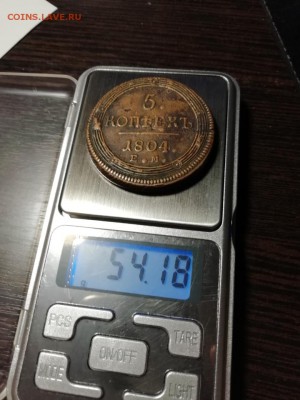 COINS.LAVE.RU
5.
КОПѢЕКЪ
1804.
Е. М.
54.18
PCS
ON/OFF
TARE
MODE
LIGHT